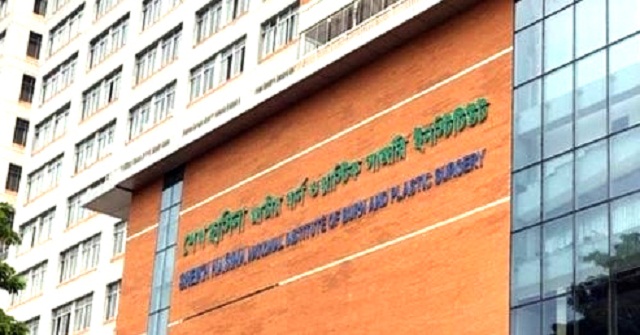 শেখ হাসিনা জাতীয় বার্ন ও প্লাস্টিক সার্জারি ইনস্টিটিউট
SHEIKH HASINA NATIONAL INSTITUTE OF BURN AND PLASTIC SURGERY